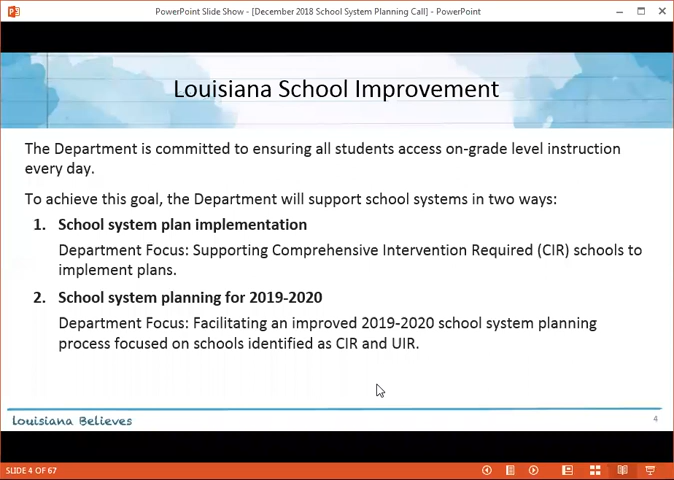 PowerPoint Slide Show - [December 2018 School System Planning Call] - PowerPoint
Louisiana School Improvement
The Department is committed to ensuring all students access on-grade level instruction
every day.
To achieve this goal, the Department will support school systems in two ways:
1. School system plan implementation
Department Focus: Supporting Comprehensive Intervention Required (CIR) schools to
implement plans.
2. School system planning for 2019-2020
Department Focus: Facilitating an improved 2019-2020 school system planning
process focused on schools identified as CIR and UIR.
Louisiana Believes
4
SLIDE 4 OF 67